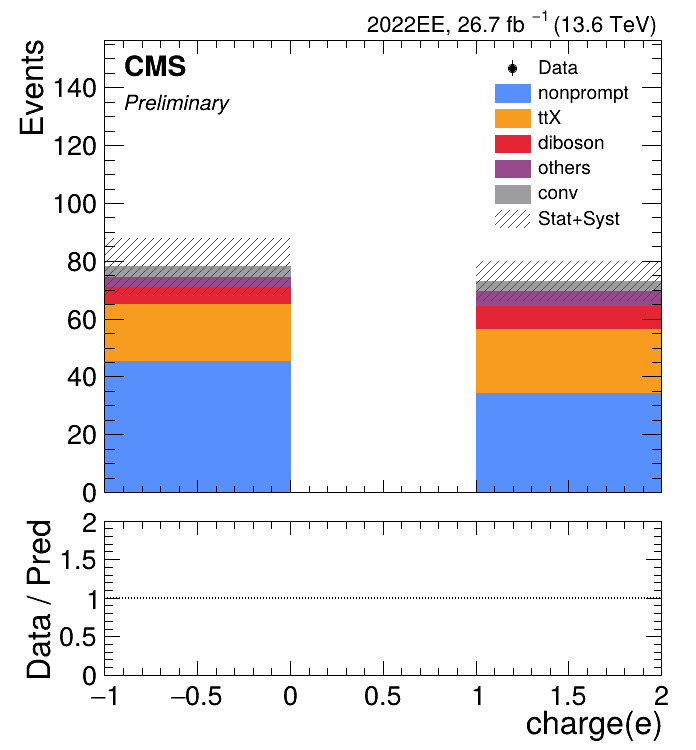 2022EE, 26.7 fb⁻¹ (13.6 TeV)
Events
CMS
Preliminary
Data
nonprompt
ttX
diboson
others
conv
Stat+Syst
140
120
100
80
60
40
20
0
Data / Pred
2
1.5
1
0.5
0
−1 −0.5 0 0.5 1 1.5 2
charge(e)